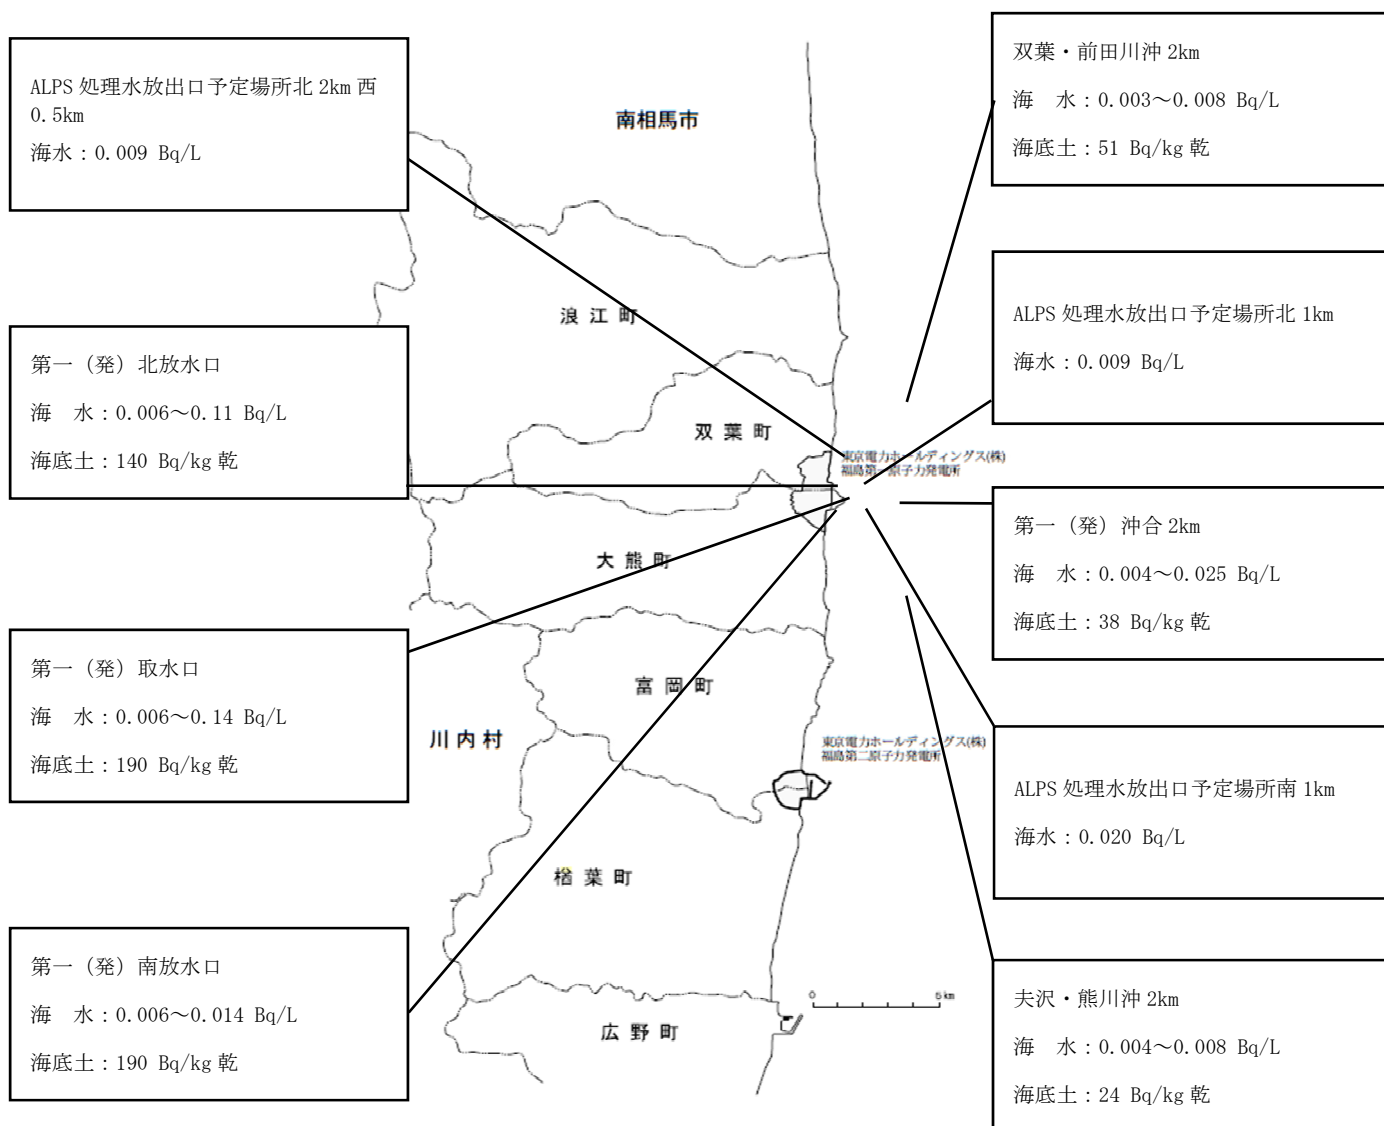 ALPS 処理水放出口予定場所北 2km 西
0.5km
海水：0.009 Bq/L
第一（発）北放水口
海　水：0.006～0.11 Bq/L
海底土：140 Bq/kg 乾
第一（発）取水口
海　水：0.006～0.14 Bq/L
海底土：190 Bq/kg 乾
第一（発）南放水口
海　水：0.006～0.014 Bq/L
海底土：190 Bq/kg 乾
南相馬市
浪江町
双葉町
東京電力ホールディングス(株)
福島第一原子力発電所
大熊町
富岡町
川内村
東京電力ホールディングス(株)
福島第二原子力発電所
楢葉町
広野町
0 5km
双葉・前田川沖 2km
海　水：0.003～0.008 Bq/L
海底土：51 Bq/kg 乾
ALPS 処理水放出口予定場所北 1km
海水：0.009 Bq/L
第一（発）沖合 2km
海　水：0.004～0.025 Bq/L
海底土：38 Bq/kg 乾
ALPS 処理水放出口予定場所南 1km
海水：0.020 Bq/L
夫沢・熊川沖 2km
海　水：0.004～0.008 Bq/L
海底土：24 Bq/kg 乾